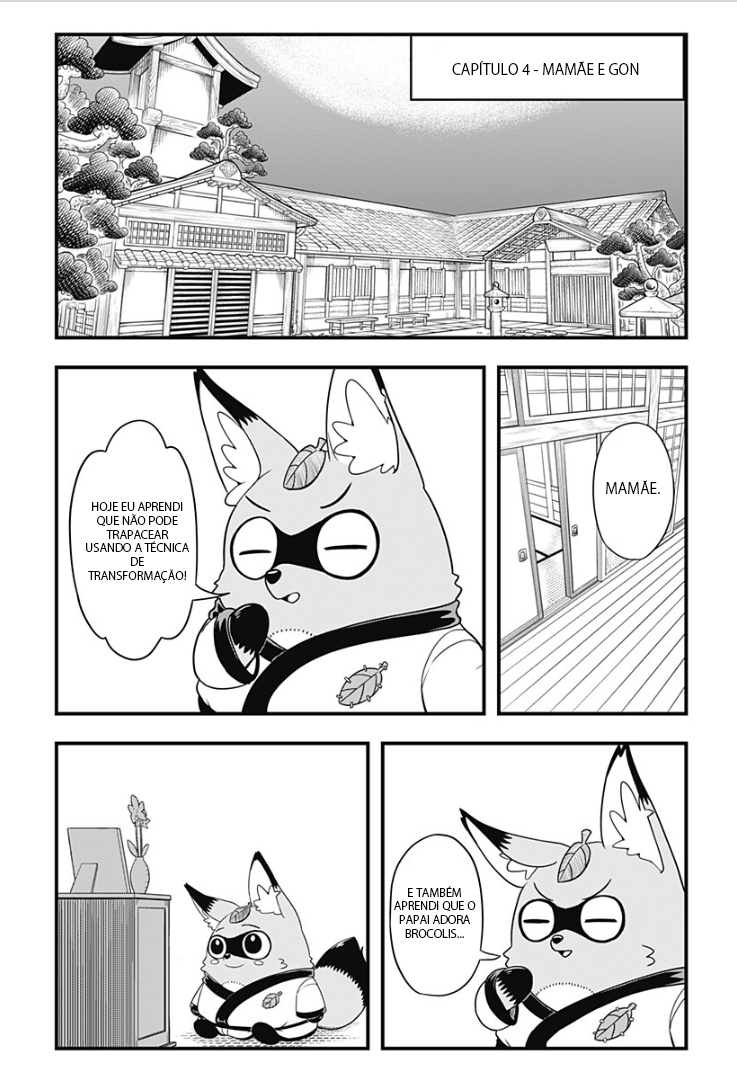 CAPÍTULO 4 - MAMÃE E GON
MAMÃE.
HOJE EU APRENDI
QUE NÃO PODE
TRAPACEAR
USANDO A TÉCNICA
DE
TRANSFORMAÇÃO!
E TAMBÉM
APRENDI QUE O
PAPAI ADORA
BROCOLIS...